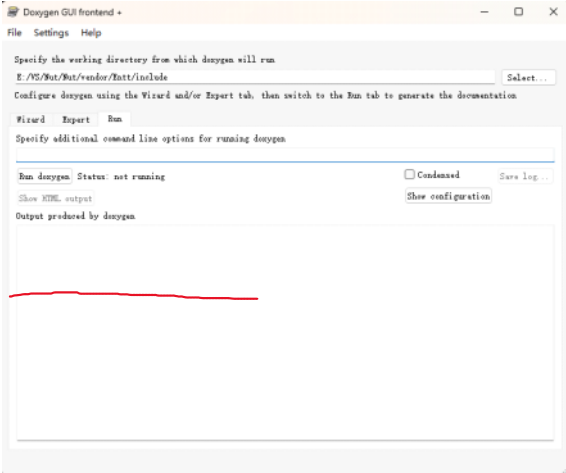 Doxygen GUI frontend +
File Settings Help
Specify the working directory from which doxygen will run
E:/VS/Nut/Nut/vendor/Entt/include Select...
Configure doxygen using the Wizard and/or Expert tab, then switch to the Run tab to generate the documentation
Wizard Expert Run
Specify additional command line options for running doxygen
Run doxygen Status: not running Condensed Save log...
Show HTML output Show configuration
Output produced by doxygen